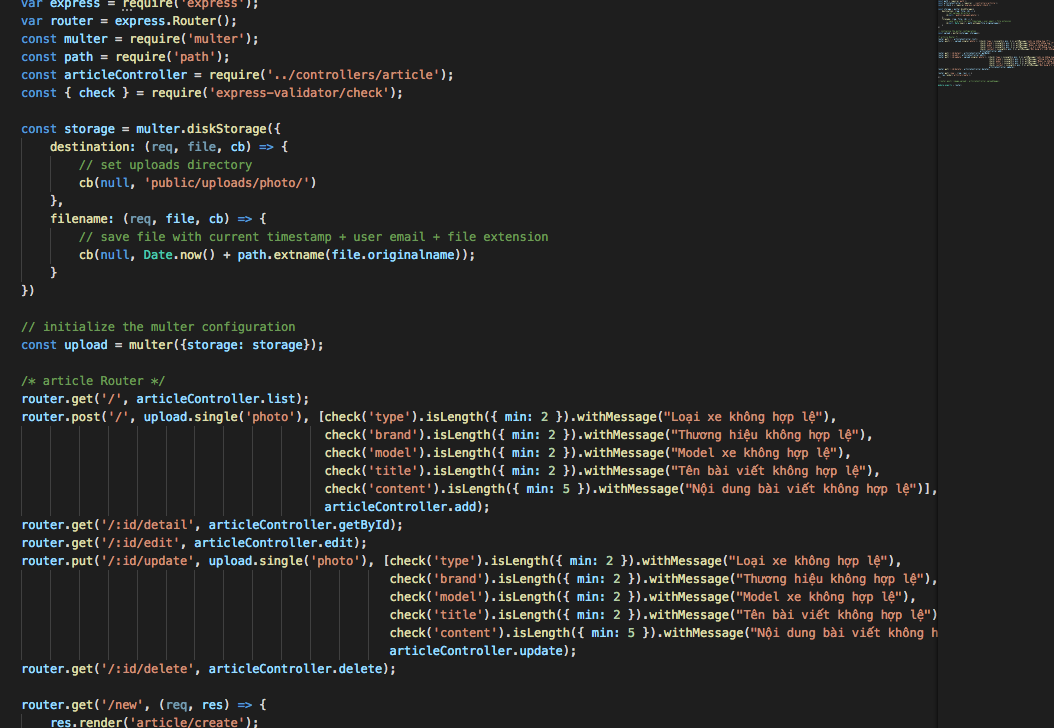 var express = require('express');
var router = express.Router();
const multer = require('multer');
const path = require('path');
const articleController = require('../controllers/article');
const { check } = require('express-validator/check');
const storage = multer.diskStorage({
destination: (req, file, cb) => {
// set uploads directory
cb(null, 'public/uploads/photo/')
},
filename: (req, file, cb) => {
// save file with current timestamp + user email + file extension
cb(null, Date.now() + path.extname(file.originalname));
}
})
// initialize the multer configuration
const upload = multer({storage: storage});
/* article Router */
router.get('/', articleController.list);
router.post('/', upload.single('photo'), [check('type').isLength({ min: 2 }).withMessage("Loại xe không hợp lệ"),
check('brand').isLength({ min: 2 }).withMessage("Thương hiệu không hợp lệ"),
check('model').isLength({ min: 2 }).withMessage("Model xe không hợp lệ"),
check('title').isLength({ min: 2 }).withMessage("Tên bài viết không hợp lệ"),
check('content').isLength({ min: 5 }).withMessage("Nội dung bài viết không hợp lệ")],
articleController.add);
router.get('/:id/detail', articleController.getById);
router.get('/:id/edit', articleController.edit);
router.put('/:id/update', upload.single('photo'), [check('type').isLength({ min: 2 }).withMessage("Loại xe không hợp lệ"),
check('brand').isLength({ min: 2 }).withMessage("Thương hiệu không hợp lệ"),
check('model').isLength({ min: 2 }).withMessage("Model xe không hợp lệ"),
check('title').isLength({ min: 2 }).withMessage("Tên bài viết không hợp lệ")
check('content').isLength({ min: 5 }).withMessage("Nội dung bài viết không h
articleController.update);
router.get('/:id/delete', articleController.delete);
router.get('/new', (req, res) => {
res.render('article/create');